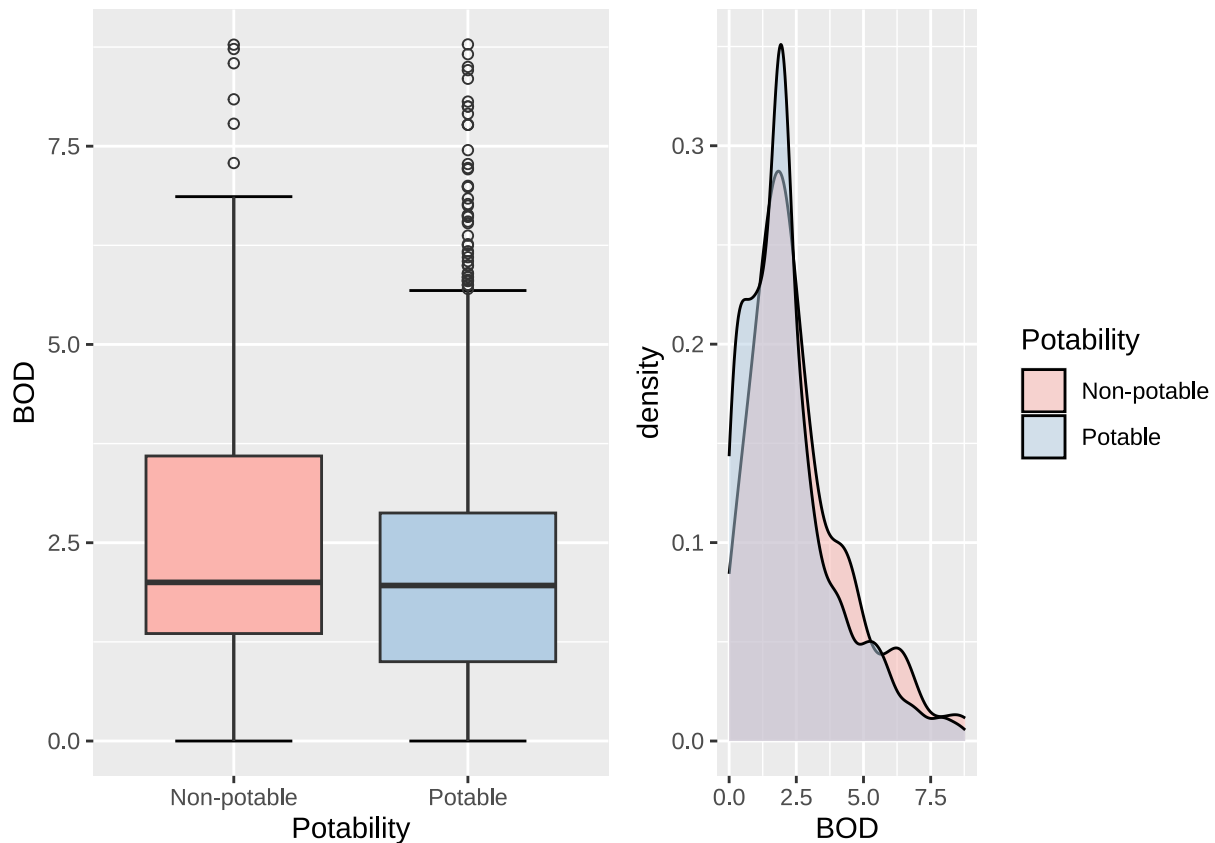 7.5
5.0
2.5
0.0
BOD
Non-potable
Potable
Potability
0.3
0.2
0.1
0.0
density
0.0
2.5
5.0
7.5
BOD
Potability
Non-potable
Potable